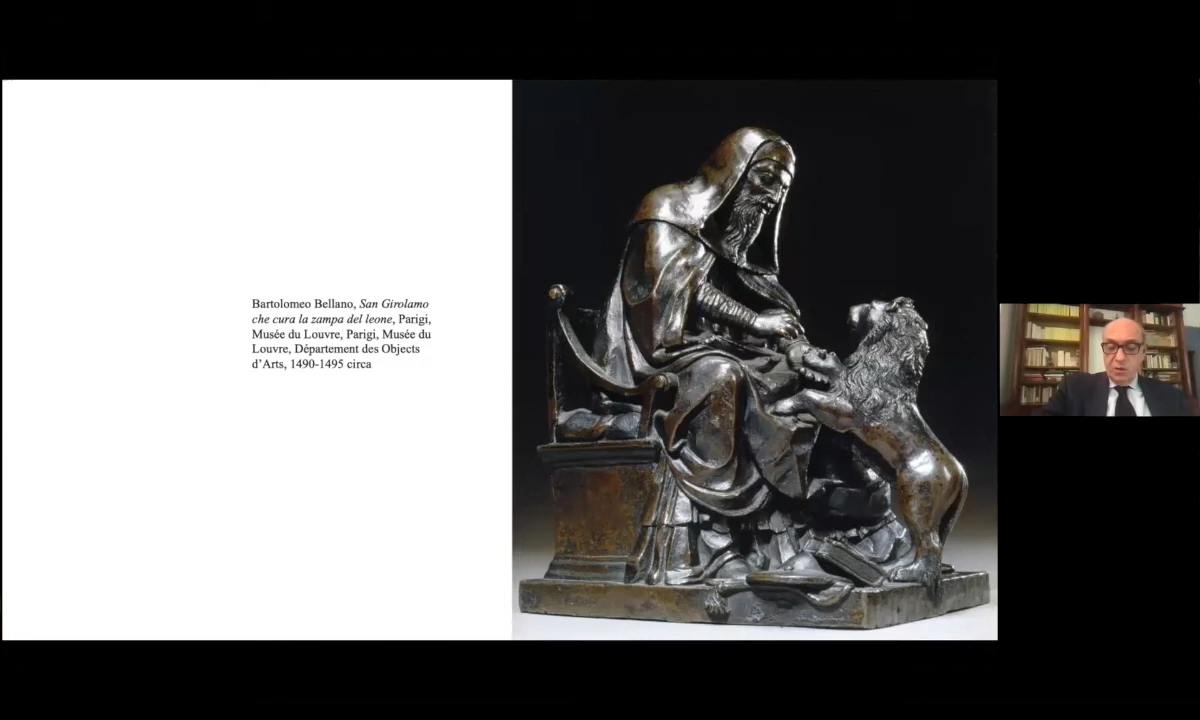 Bartolomeo Bellano, San Girolamo
che cura la zampa del leone, Parigi,
Musée du Louvre, Parigi, Musée du
Louvre, Département des Objects
d’Arts, 1490-1495 circa